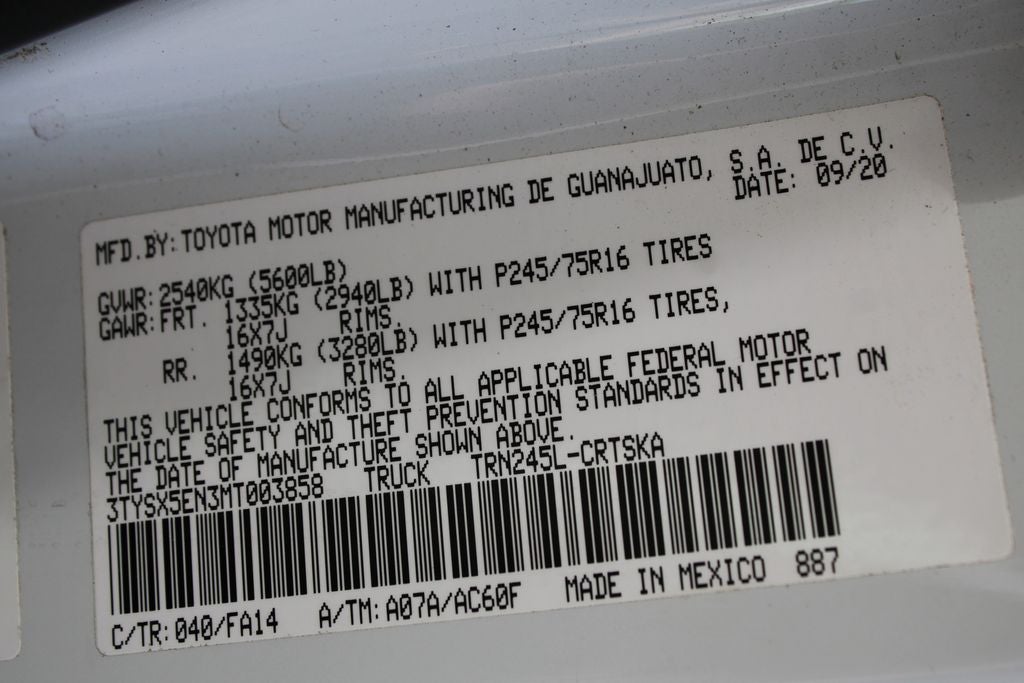 MFD.BY:TOYOTA MOTOR MANUFACTURING DE GUANAJUATO, S.A. DE C.V.
DATE: 09/20
GVWR:2540KG (5600LB)
GAWR:FRT. 1335KG (2940LB) WITH P245/75R16 TIRES
16X7J RIMS.
RR. 1490KG (3280LB) WITH P245/75R16 TIRES,
16X7J RIMS.
THIS VEHICLE CONFORMS TO ALL APPLICABLE FEDERAL MOTOR
VEHICLE SAFETY AND THEFT PREVENTION STANDARDS IN EFFECT ON
THE DATE OF MANUFACTURE SHOWN ABOVE.
3TYSX5EN3MT003858 TRUCK TRN245L-CRTSKA
C/TR:040/FA14 A/TM:A07A/AC60F MADE IN MEXICO 887